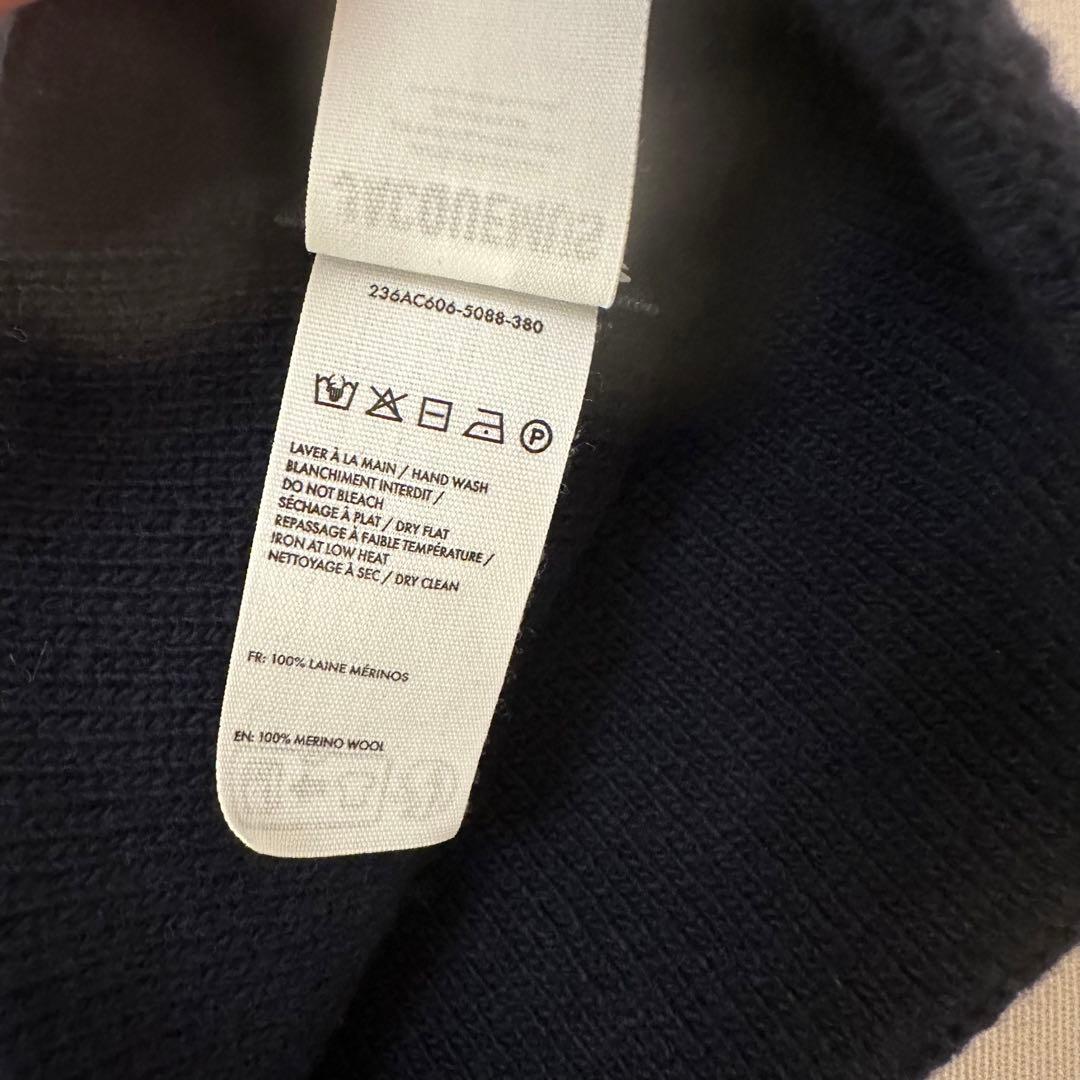 236AC606-5088-380
P
LAVER À LA MAIN / HAND WASH
BLANCHIMENT INTERDIT /
DO NOT BLEACH
SÉCHAGE À PLAT / DRY FLAT
REPASSAGE À FAIBLE TEMPÉRATURE /
IRON AT LOW HEAT
NETTOYAGE À SEC / DRY CLEAN
FR: 100% LAINE MÉRINOS
EN: 100% MERINO WOOL